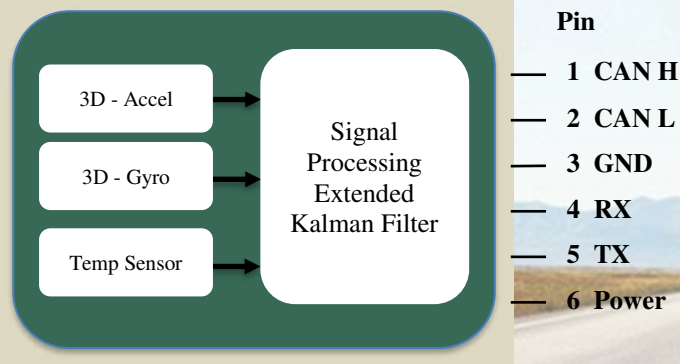 3D - Accel
3D - Gyro
Temp Sensor
Signal
Processing
Extended
Kalman Filter
Pin
1 CAN H
2 CAN L
3 GND
4 RX
5 TX
6 Power